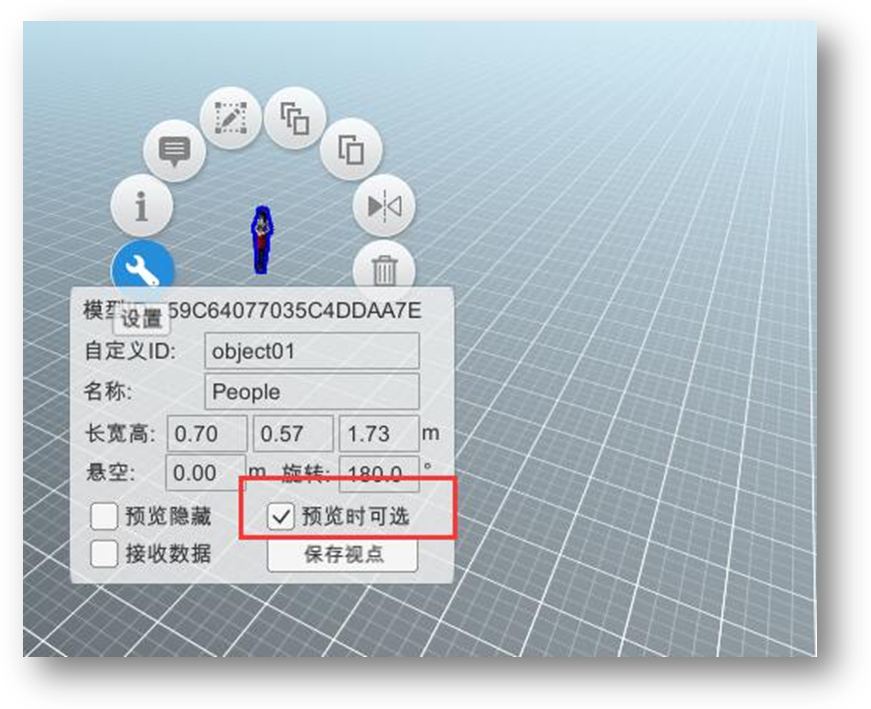 模型ID: 59C64077035C4DDAA7E
设置
自定义ID: object01
名称: People
长宽高: 0.70 0.57 1.73 m
悬空: 0.00 m 旋转: 180.0 °
预览隐藏 预览时可选
接收数据 保存视点